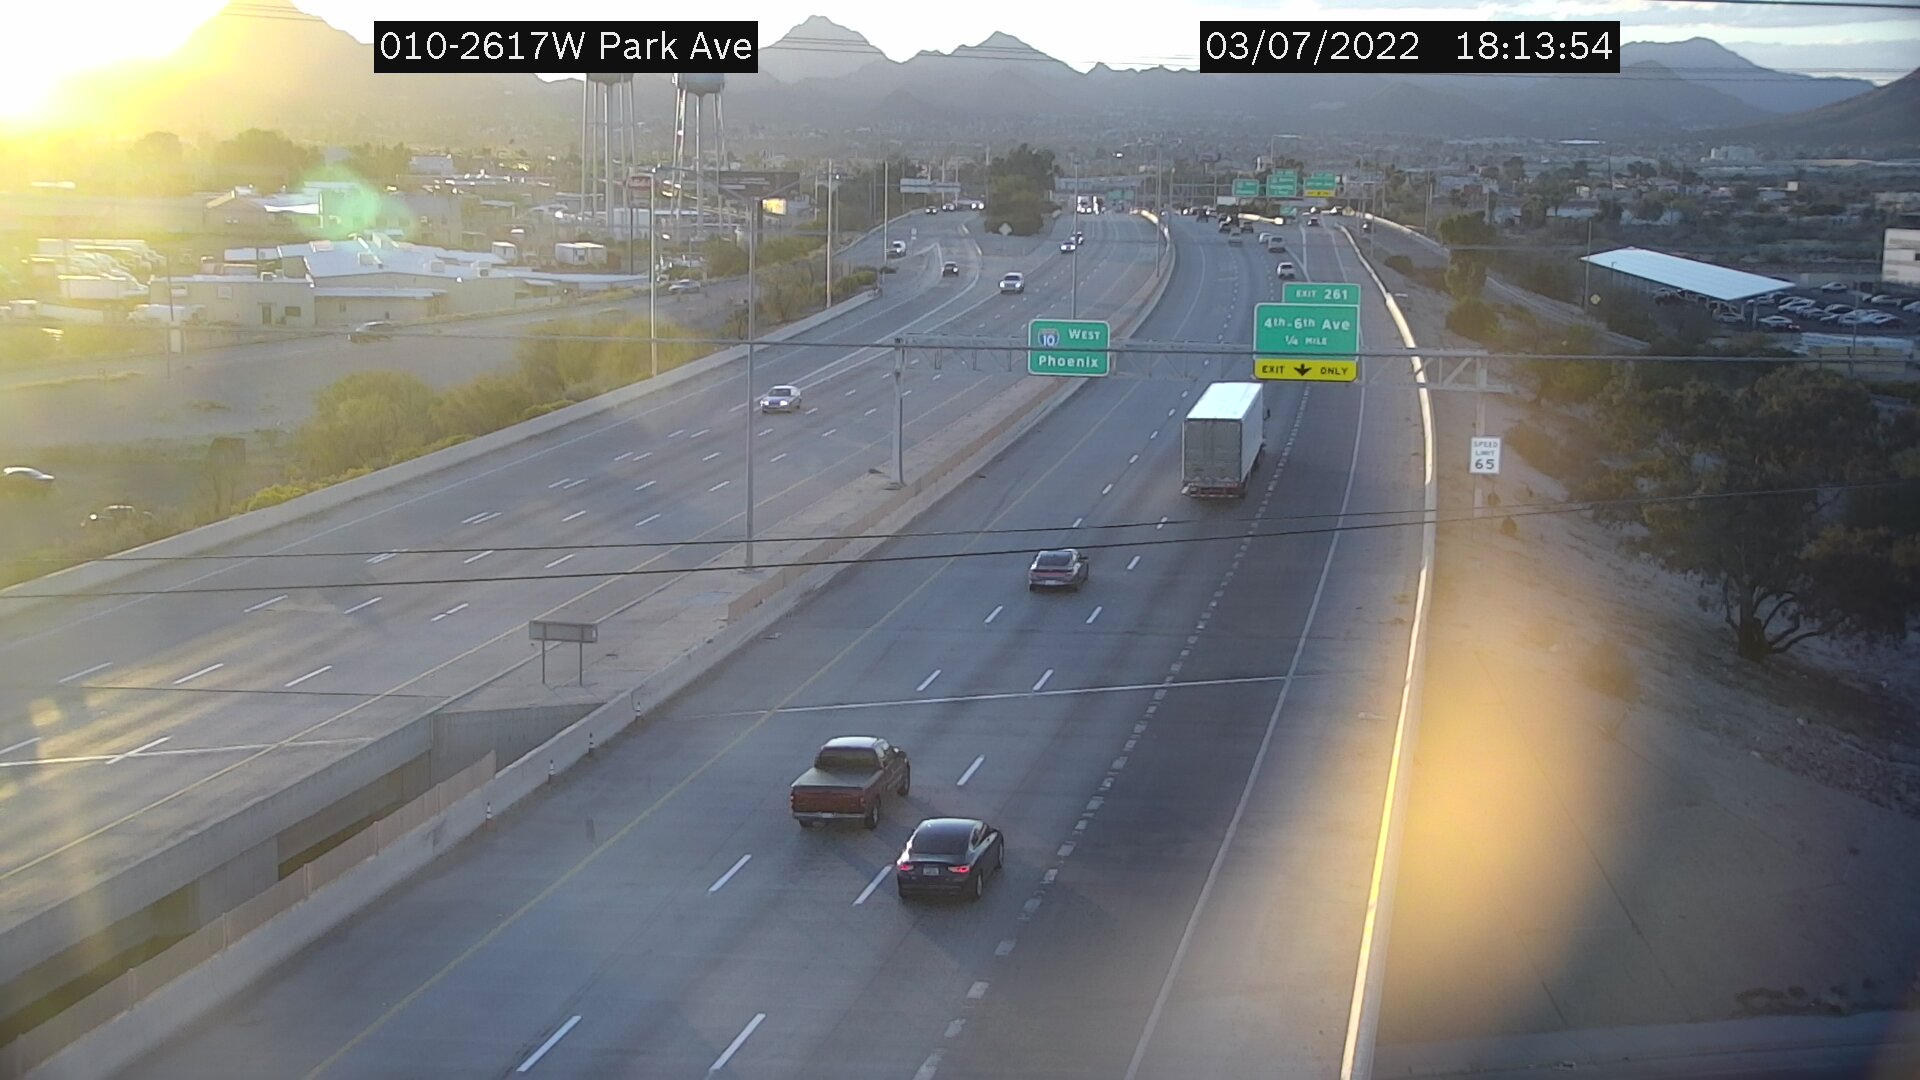 010-2617W Park Ave
03/07/2022 18:13:54
EXIT 261
WEST
10
Phoenix
4th-6th Ave
1/4 MILE
EXIT ONLY
SPEED
LIMIT
65